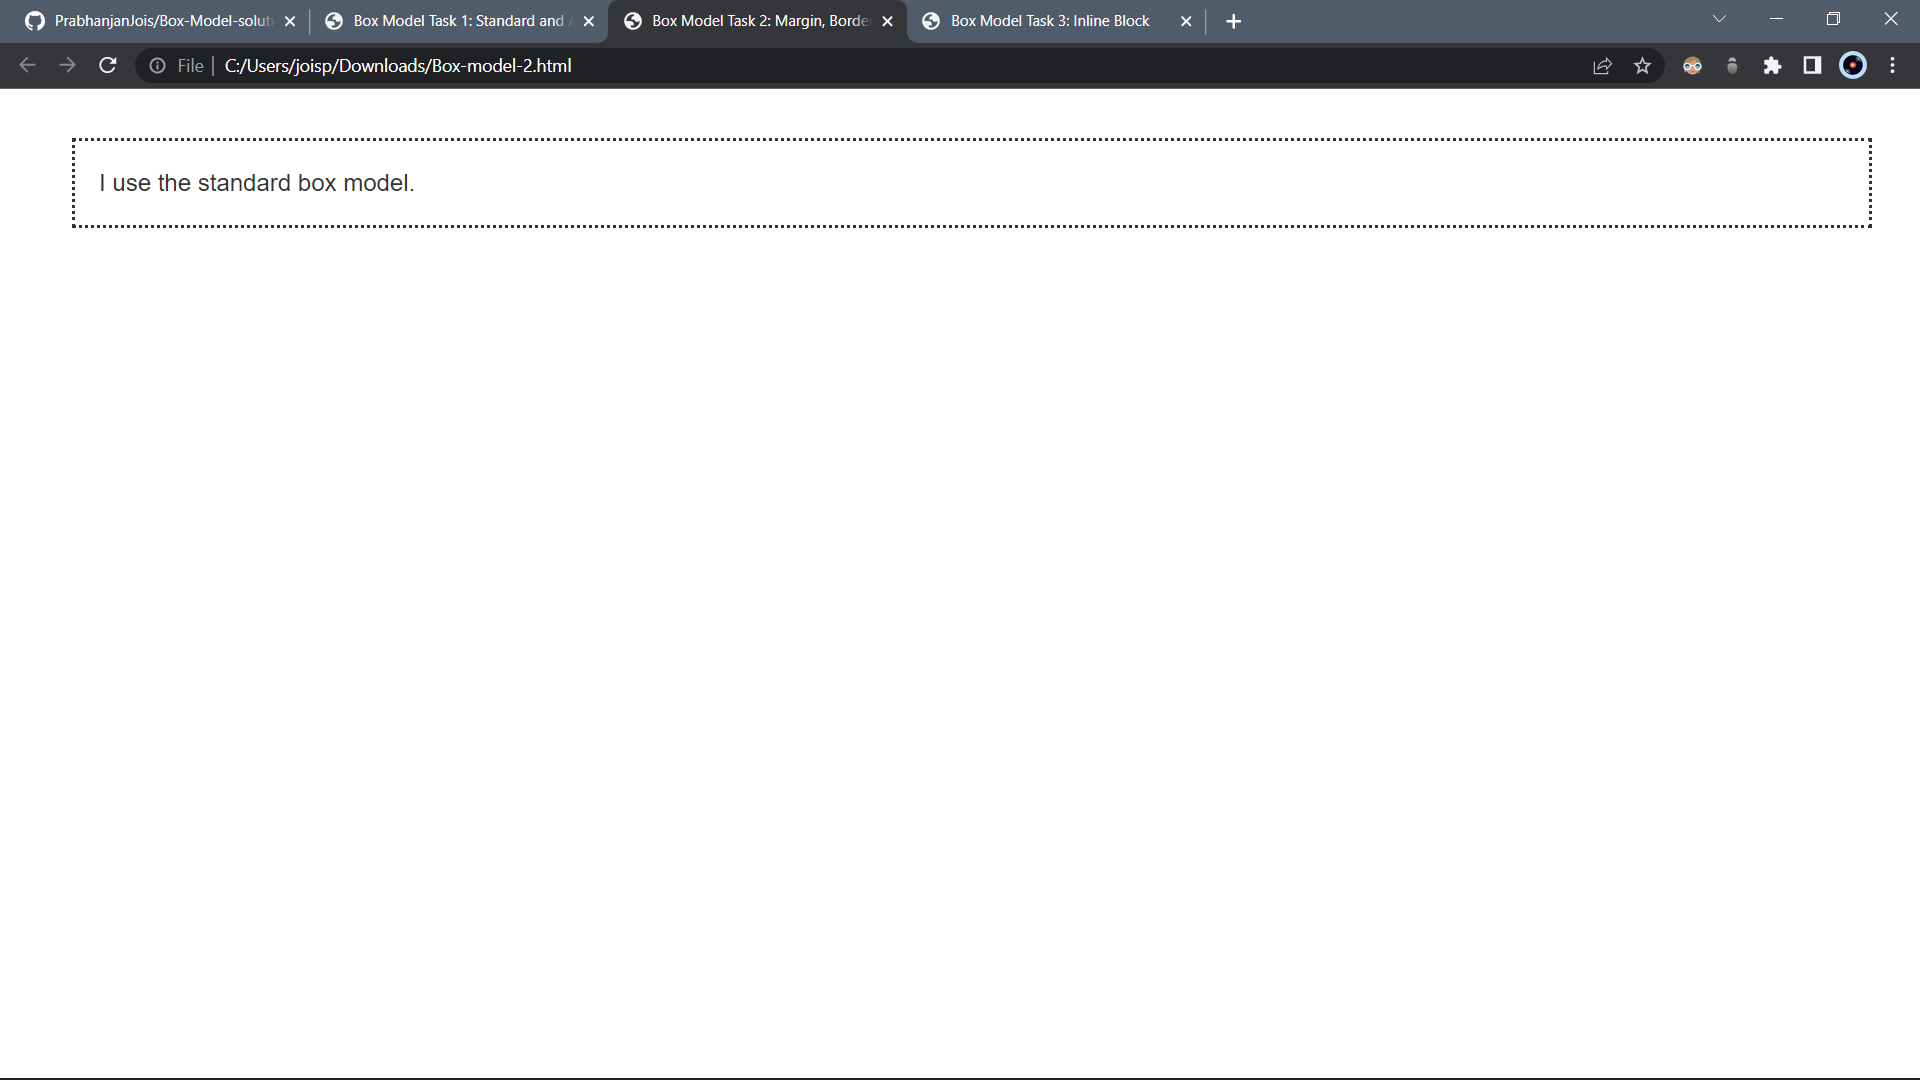 PrabhanjanJois/Box-Model-soluti
Box Model Task 1: Standard and
Box Model Task 2: Margin, Borde
Box Model Task 3: Inline Block
File
C:/Users/joisp/Downloads/Box-model-2.html
I use the standard box model.